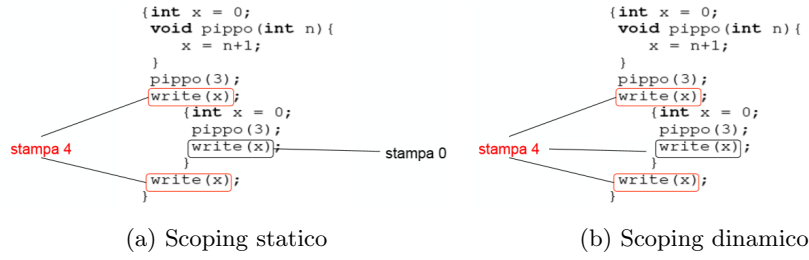 {int x = 0;
void pippo(int n){
x = n+1;
}
pippo(3);
write(x);
{int x = 0;
pippo(3);
write(x);
}
write(x);
}
stampa 4
stampa 0
(a) Scoping statico
{int x = 0;
void pippo(int n){
x = n+1;
}
pippo(3);
write(x);
{int x = 0;
pippo(3);
write(x);
}
write(x);
}
stampa 4
(b) Scoping dinamico